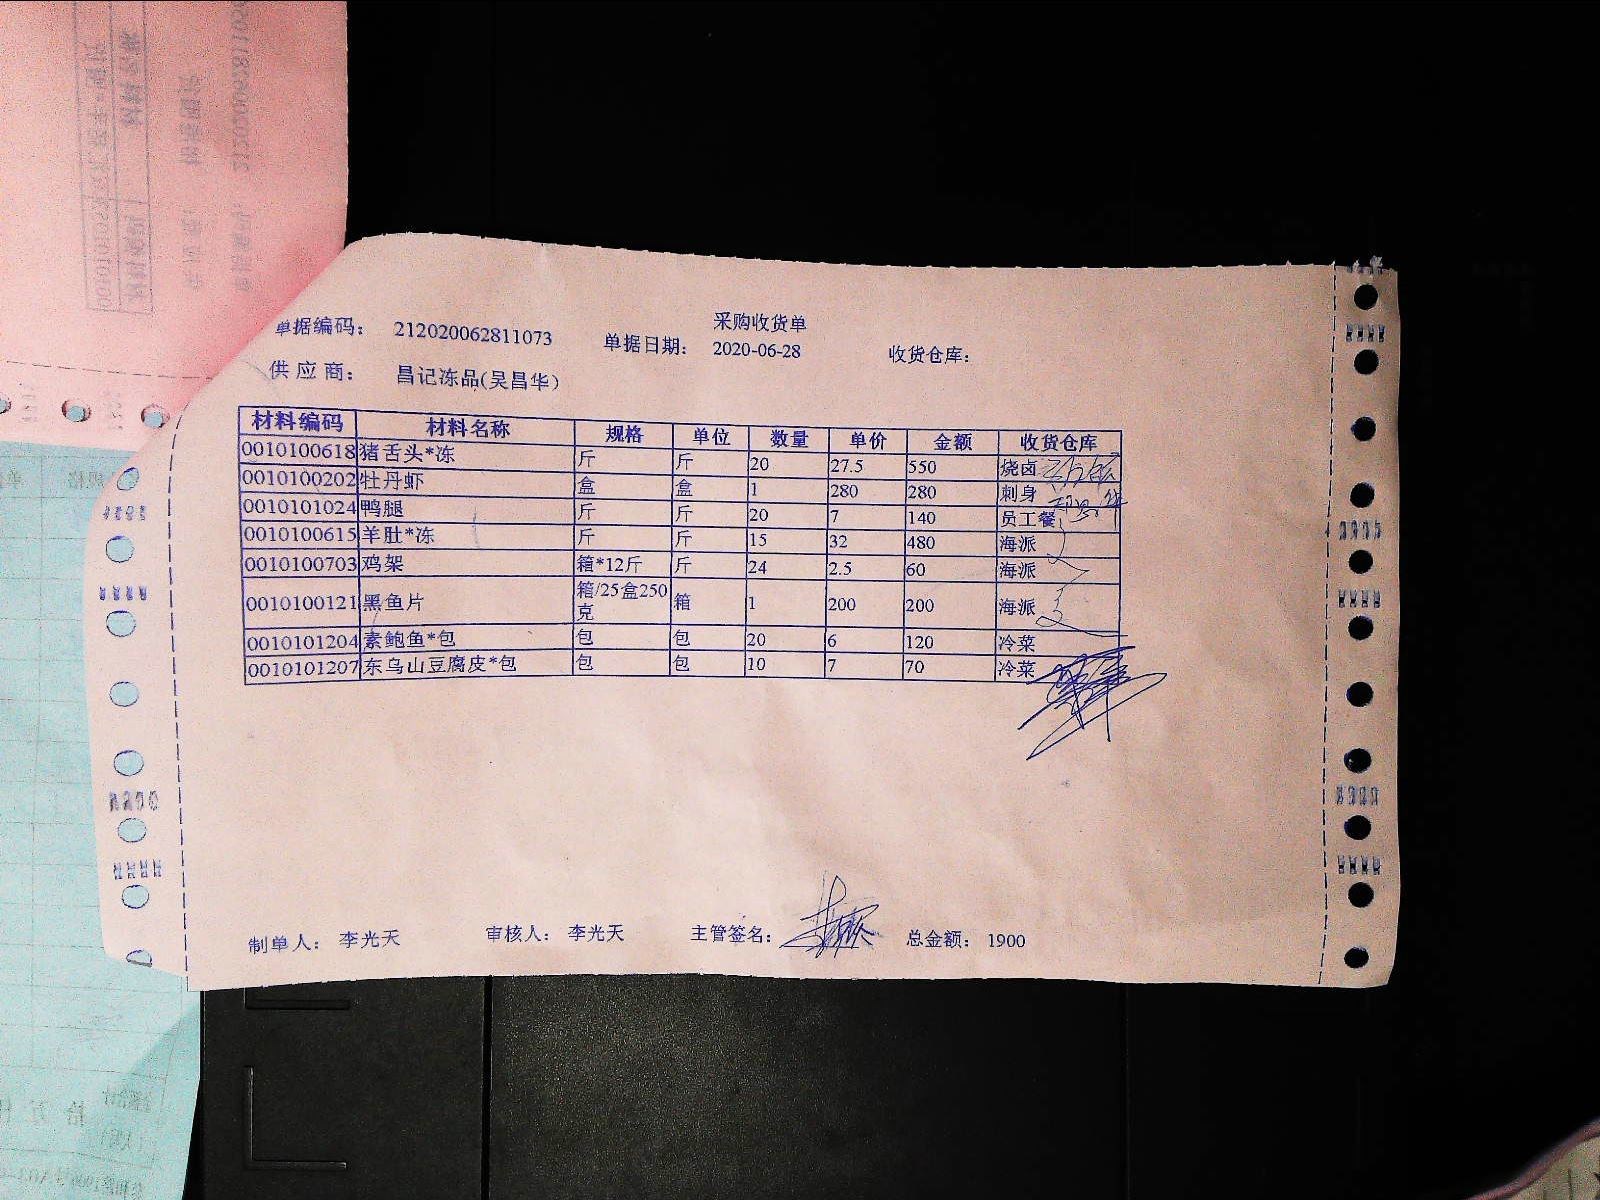 采购收货单
单据编码： 212020062811073 单据日期： 2020-06-28 收货仓库：
供应商： 昌记冻品(吴昌华)
材料编码 材料名称 规格 单位 数量 单价 金额 收货仓库
0010100618 猪舌头*冻 斤 斤 20 27.5 550 烧卤
0010100202 牡丹虾 盒 盒 1 280 280 刺身
0010101024 鸭腿 斤 斤 20 7 140 员工餐
0010100615 羊肚*冻 斤 斤 15 32 480 海派
0010100703 鸡架 箱*12斤 斤 24 2.5 60 海派
0010100121 黑鱼片 箱/25盒250克 箱 1 200 200 海派
0010101204 素鲍鱼*包 包 包 20 6 120 冷菜
0010101207 东乌山豆腐皮*包 包 包 10 7 70 冷菜
制单人： 李光天 审核人： 李光天 主管签名： 总金额： 1900